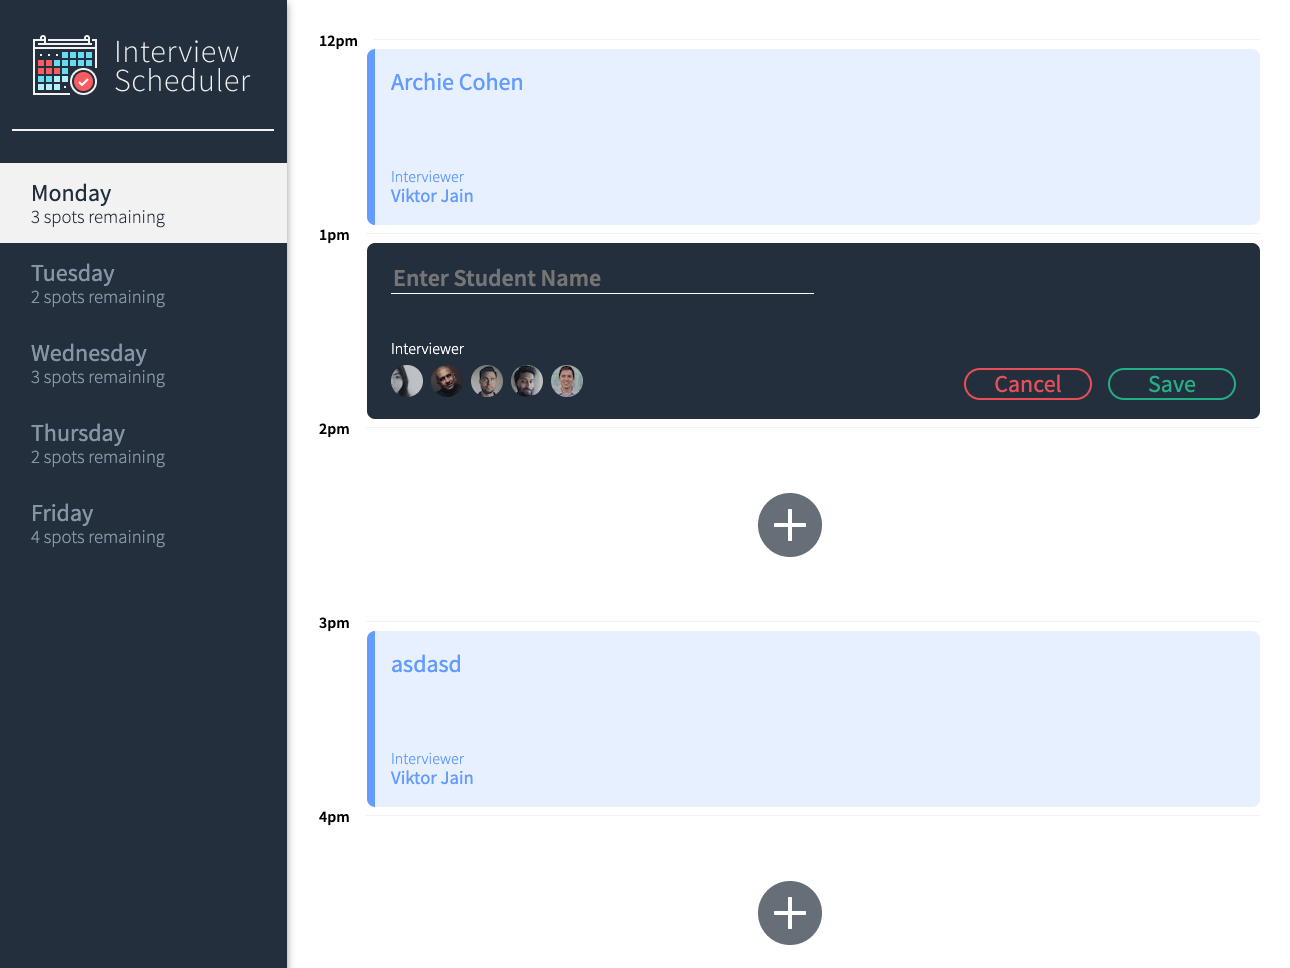 Interview
Scheduler
Monday
3 spots remaining
Tuesday
2 spots remaining
Wednesday
3 spots remaining
Thursday
2 spots remaining
Friday
4 spots remaining
12pm
Archie Cohen
Interviewer
Viktor Jain
1pm
Enter Student Name
Interviewer
Cancel
Save
2pm
3pm
asdasd
Interviewer
Viktor Jain
4pm